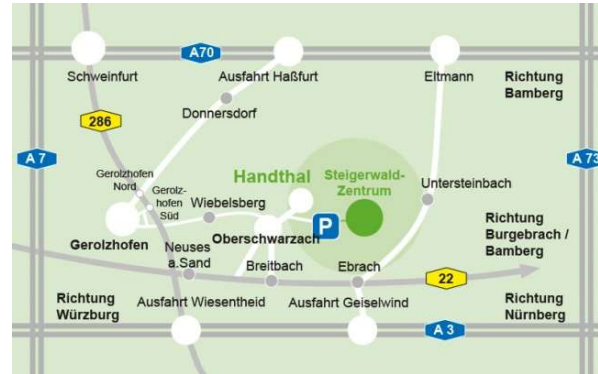 A70
Schweinfurt
Ausfahrt Haßfurt
Eltmann
Richtung
Bamberg
Donnersdorf
286
A 7
A 73
Gerolzhofen
Nord
Handthal
Steigerwald-
Zentrum
Gerolz-
hofen
Süd
Wiebelsberg
Untersteinbach
P
Gerolzhofen
Oberschwarzach
Richtung
Burgebrach /
Bamberg
Neuses
a.Sand
Breitbach
Ebrach
22
Richtung
Würzburg
Ausfahrt Wiesentheid
Ausfahrt Geiselwind
Richtung
Nürnberg
A 3